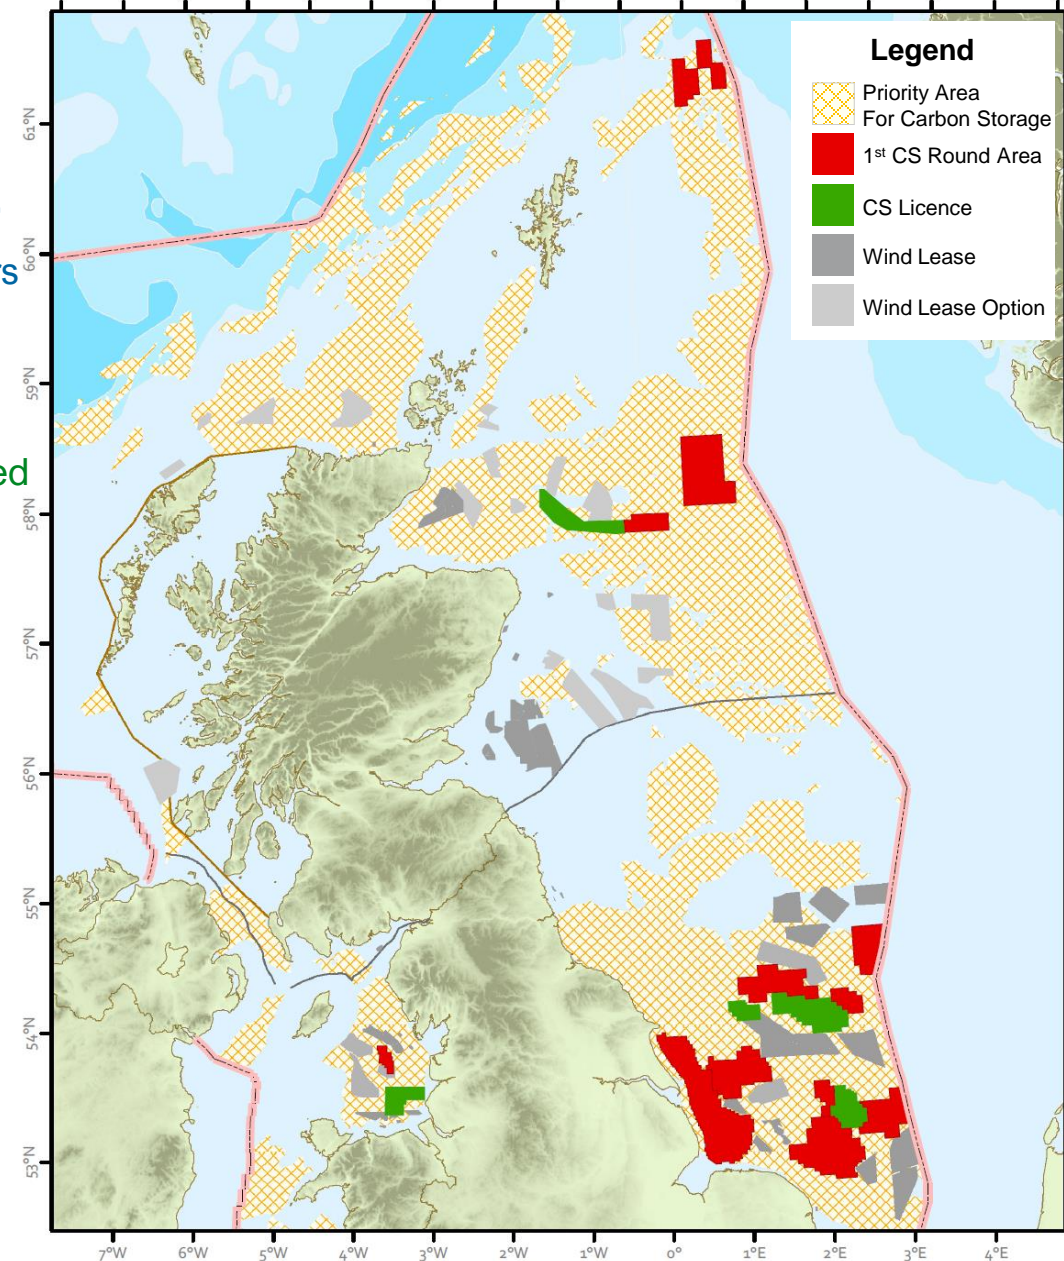 Legend
Priority Area
For Carbon Storage
1st CS Round Area
CS Licence
Wind Lease
Wind Lease Option
rs
ed
61°N
60°N
59°N
58°N
57°N
56°N
55°N
54°N
53°N
7°W 6°W 5°W 4°W 3°W 2°W 1°W 0° 1°E 2°E 3°E 4°E